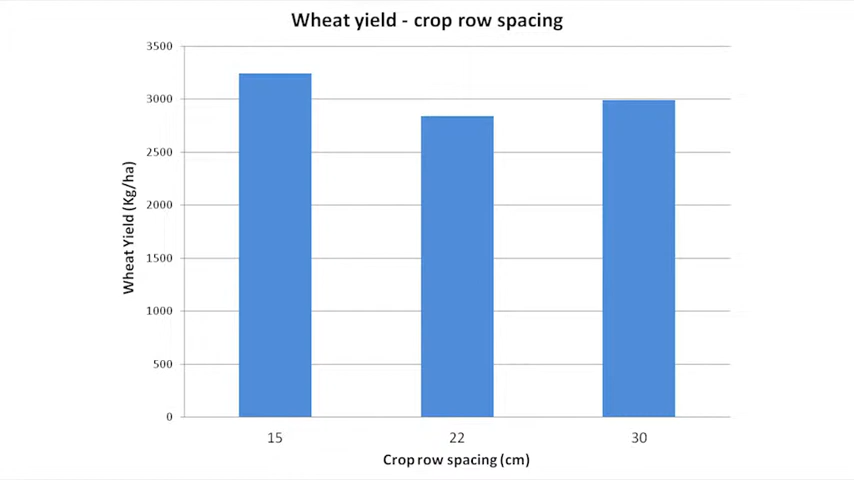 Wheat yield - crop row spacing
3500
3000
2500
2000
1500
1000
500
0
Wheat Yield (Kg/ha)
15 22 30
Crop row spacing (cm)